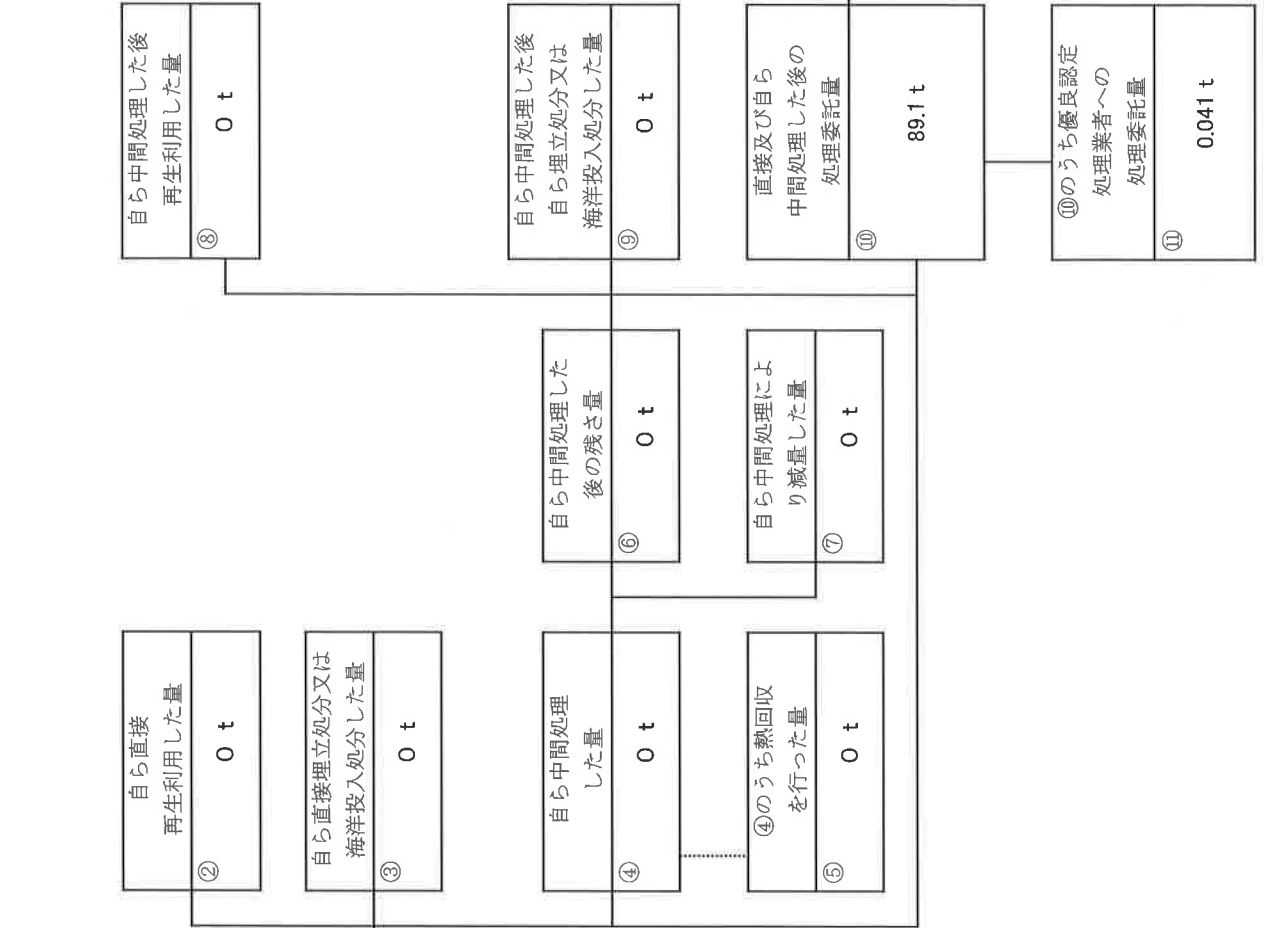 自ら直接
再生利用した量
②
0 t
自ら直接埋立処分又は
海洋投入処分した量
③
0 t
自ら中間処理
した量
④
0 t
④のうち熱回収
を行った量
⑤
0 t
自ら中間処理した
後の残さ量
⑥
0 t
自ら中間処理によ
り減量した量
⑦
0 t
自ら中間処理した後
再生利用した量
⑧
0 t
自ら中間処理した後
自ら埋立処分又は
海洋投入処分した量
⑨
0 t
直接及び自ら
中間処理した後の
処理委託量
⑩
89.1 t
⑩のうち優良認定
処理業者への
処理委託量
⑪
0.041 t